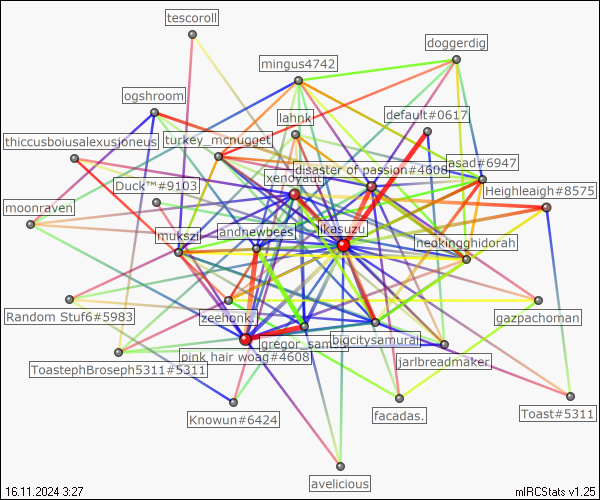 tescoroll
doggerdig
mingus4742
ogshroom
default#0617
lahnk
thiccusboiusalexusjoneus
turkey_mcnugget
disaster of passion#4608
asad#6947
xenoyautja
Duck™#9103
Heighleaigh#8575
moonraven
ikasuzu
mukszi
andnewbees
neokingghidorah
Random Stuf6#5983
zeehonk.
gazpachoman
gregor_samsa
bigcitysamurai
pink hair woag#4608
jarlbreadmaker
ToastephBroseph5311#5311
Knowun#6424
facadas.
Toast#5311
avelicious
16.11.2024 3:27
mIRCStats v1.25